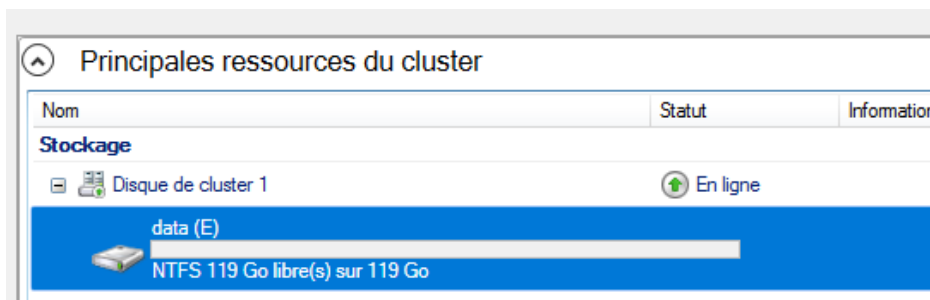 Principales ressources du cluster
Nom Statut Information
Stockage
Disque de cluster 1 En ligne
data (E)
NTFS 119 Go libre(s) sur 119 Go